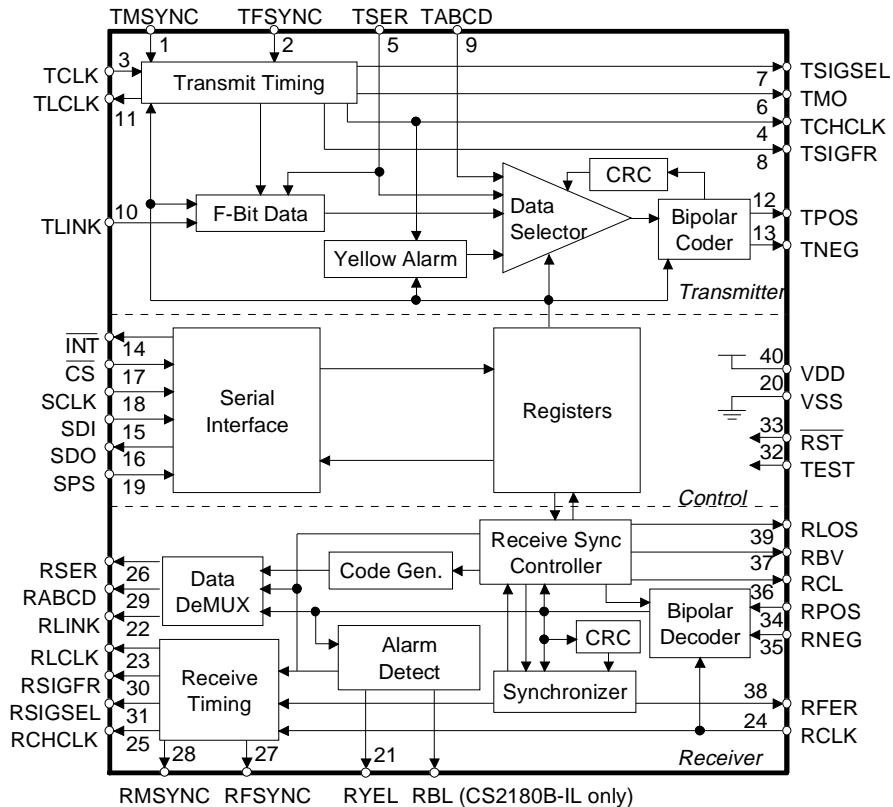 TMSYNC TFSYNC TSER TABCD
1 2 5 9
TCLK 3
Transmit Timing
7 TSIGSEL
TLCLK 11
6 TMO
4 TCHCLK
8 TSIGFR
CRC
TLINK 10
F-Bit Data
Data
Selector
Bipolar
Coder
12 TPOS
13 TNEG
Yellow Alarm
Transmitter
INT 14
CS 17
SCLK 18
SDI 15
SDO 16
SPS 19
Serial
Interface
Registers
40 VDD
20 VSS
33 RST
32 TEST
Control
Receive Sync
Controller
39 RLOS
37 RBV
36 RCL
34 RPOS
35 RNEG
RSER 26
RABCD 29
RLINK 22
Data
DeMUX
Code Gen.
Bipolar
Decoder
CRC
RLCLK 23
RSIGFR 30
RSIGSEL 31
RCHCLK 25
Receive
Timing
Alarm
Detect
Synchronizer
38 RFER
24 RCLK
Receiver
28 27 21
RMSYNC RFSYNC RYEL RBL (CS2180B-IL only)